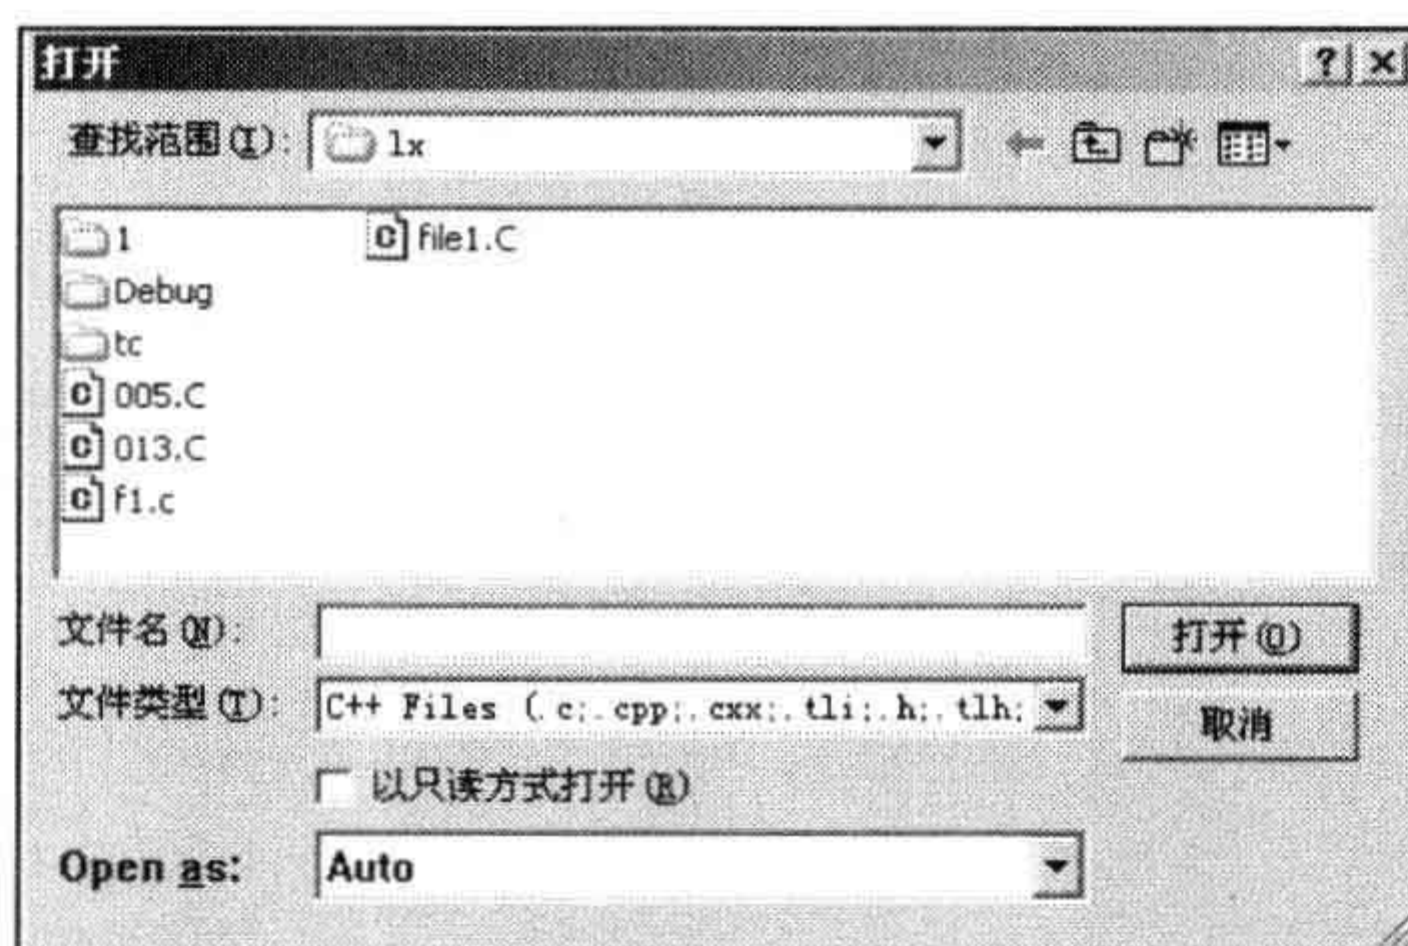 打开
查找范围(I): lx
1 file1.C
Debug
tc
005.C
013.C
f1.c
文件名(N): 打开(O)
文件类型(T): C++ Files (.c;.cpp;.cxx;.tli;.h;.tlh; 取消
以只读方式打开(R)
Open as: Auto